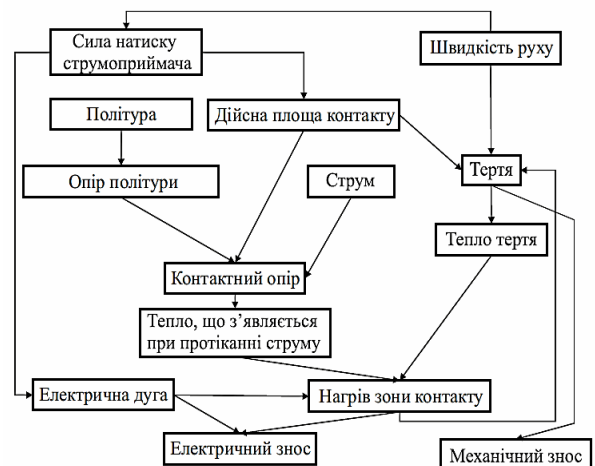 Сила натиску
струмоприймача
Швидкість руху
Політура
Дійсна площа контакту
Опір політури
Струм
Тертя
Тепло тертя
Контактний опір
Тепло, що з’являється
при протіканні струму
Електрична дуга
Нагрів зони контакту
Електричний знос
Механічний знос